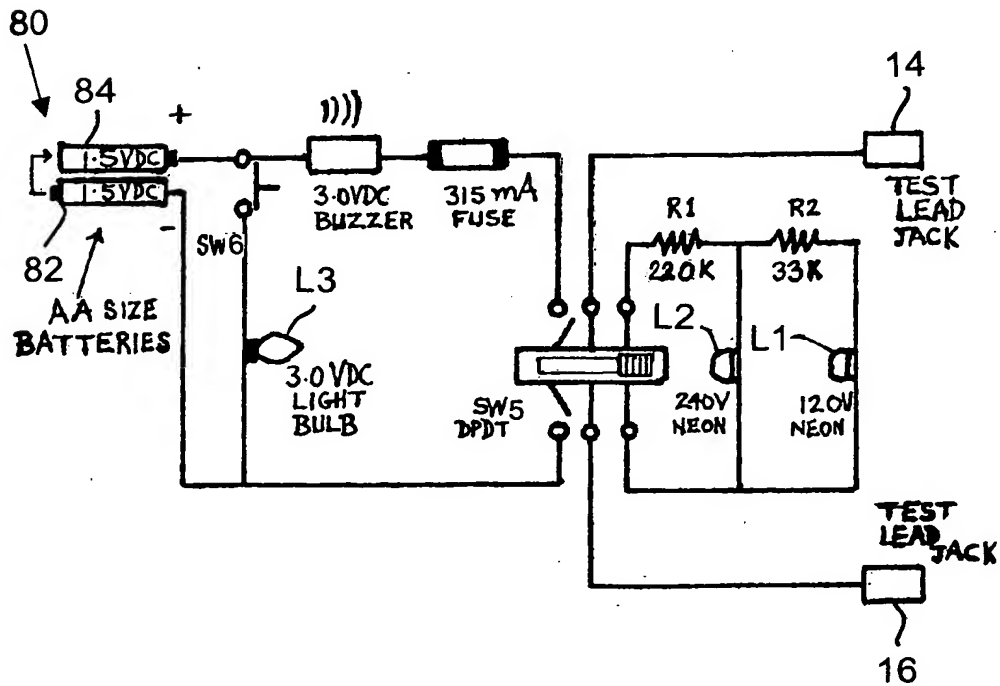 80
84
+
1.5VDC
1.5VDC
-
82
AA SIZE
BATTERIES
SW6
L3
3.0VDC
LIGHT
BULB
3.0VDC
BUZZER
315 mA
FUSE
14
TEST
LEAD
JACK
R1
220K
R2
33K
L2
L1
SW5
DPDT
240V
NEON
120V
NEON
TEST
LEAD
JACK
16